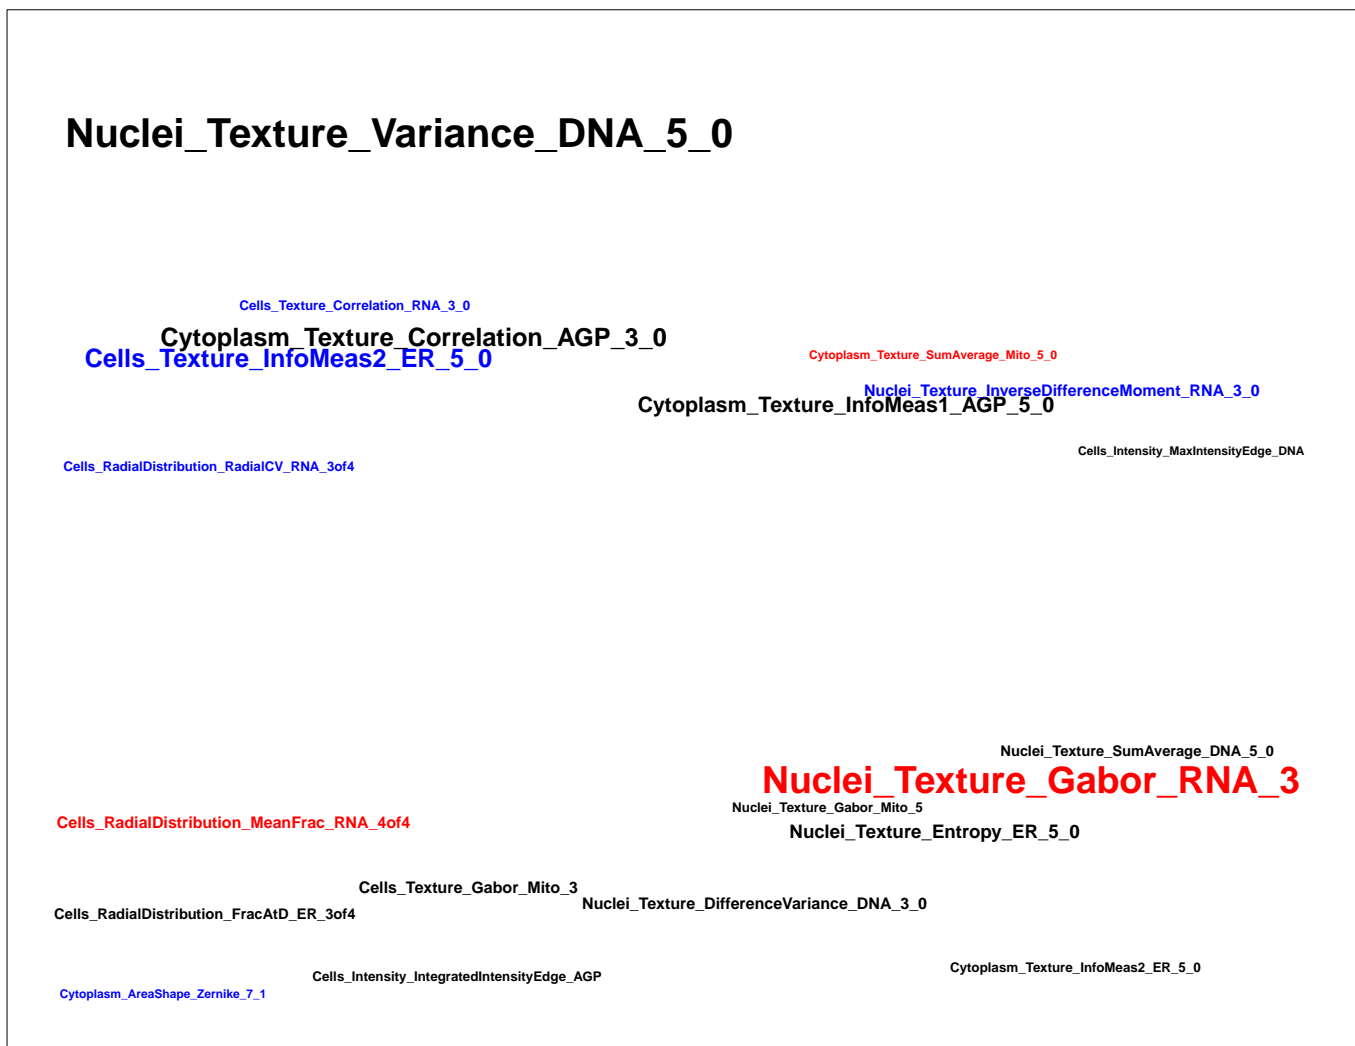 Nuclei_Texture_Variance_DNA_5_0
Cells_Texture_Correlation_RNA_3_0
Cytoplasm_Texture_Correlation_AGP_3_0
Cells_Texture_InfoMeas2_ER_5_0
Cytoplasm_Texture_SumAverage_Mito_5_0
Nuclei_Texture_InverseDifferenceMoment_RNA_3_0
Cytoplasm_Texture_InfoMeas1_AGP_5_0
Cells_Intensity_MaxIntensityEdge_DNA
Cells_RadialDistribution_RadialCV_RNA_3of4
Nuclei_Texture_SumAverage_DNA_5_0
Nuclei_Texture_Gabor_RNA_3
Nuclei_Texture_Gabor_Mito_5
Cells_RadialDistribution_MeanFrac_RNA_4of4
Nuclei_Texture_Entropy_ER_5_0
Cells_Texture_Gabor_Mito_3
Nuclei_Texture_DifferenceVariance_DNA_3_0
Cells_RadialDistribution_FracAtD_ER_3of4
Cytoplasm_Texture_InfoMeas2_ER_5_0
Cells_Intensity_IntegratedIntensityEdge_AGP
Cytoplasm_AreaShape_Zernike_7_1